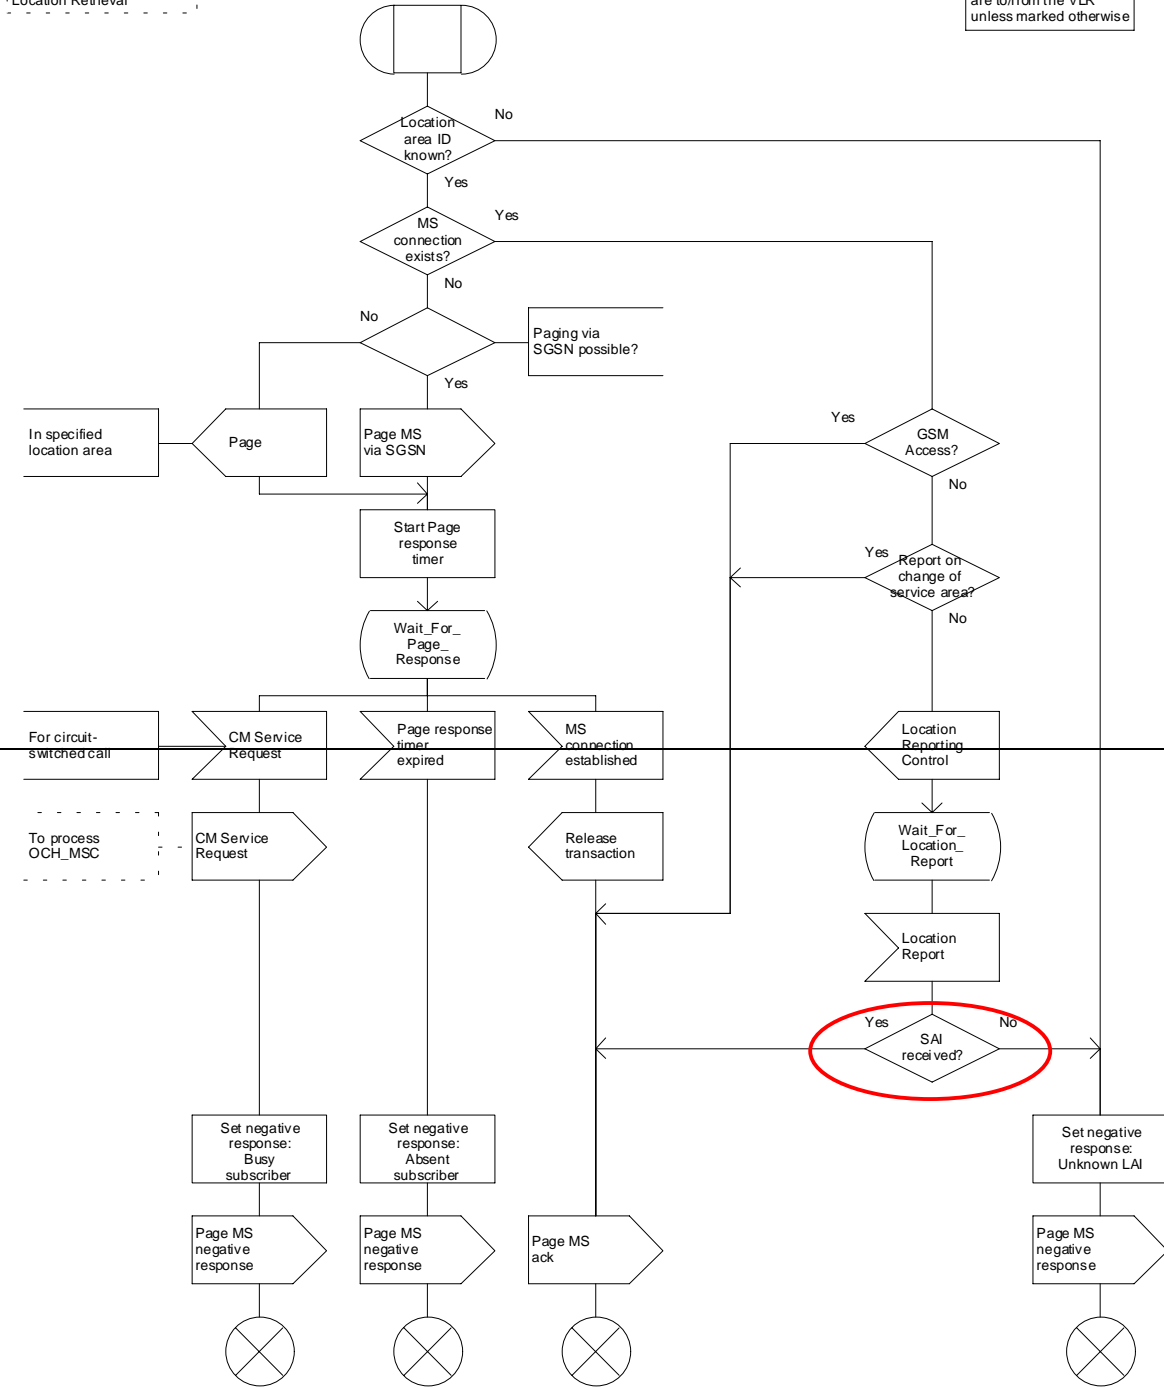 Location Retrieval
are to/from the VLR
unless marked otherwise
Location
area ID
known?
No
Yes
MS
connection
exists?
Yes
No
No
Paging via
SGSN possible?
Yes
In specified
location area
Page
Page MS
via SGSN
Yes
GSM
Access?
No
Start Page
response
timer
Yes
Report on
change of
service area?
No
Wait_For_
Page_
Response
For circuit-
switched call
CM Service
Request
Page response
timer
expired
MS
connection
established
Location
Reporting
Control
To process
OCH_MSC
CM Service
Request
Release
transaction
Wait_For_
Location_
Report
Location
Report
Yes
No
SAI
received?
Set negative
response:
Busy
subscriber
Set negative
response:
Absent
subscriber
Set negative
response:
Unknown LAI
Page MS
negative
response
Page MS
negative
response
Page MS
ack
Page MS
negative
response